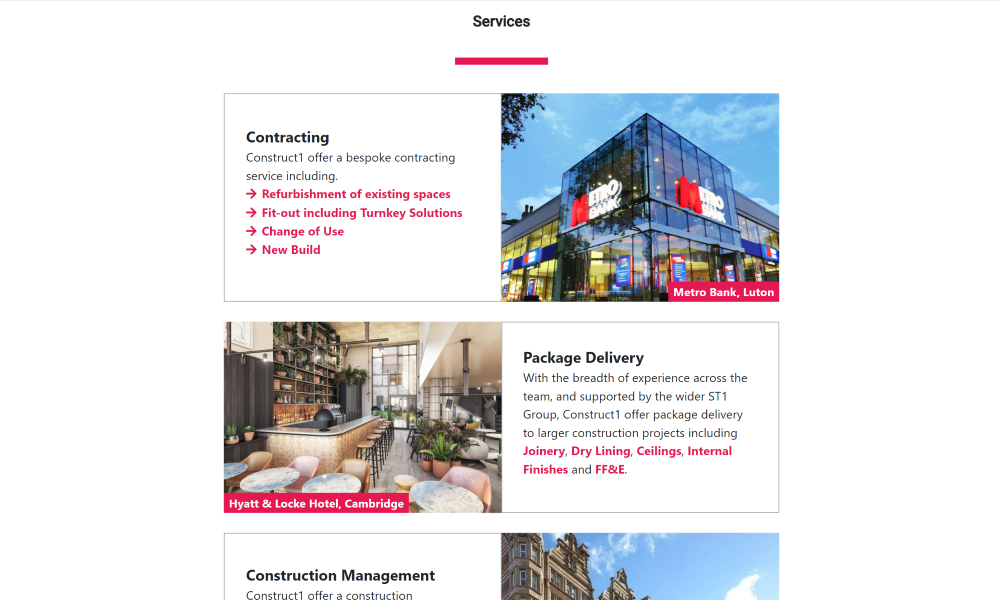 Services
Contracting
Construct1 offer a bespoke contracting
service including.
→ Refurbishment of existing spaces
→ Fit-out including Turnkey Solutions
→ Change of Use
→ New Build
METRO
BANK
METRO
BANK
Metro Bank, Luton
Package Delivery
With the breadth of experience across the
team, and supported by the wider ST1
Group, Construct1 offer package delivery
to larger construction projects including
Joinery, Dry Lining, Ceilings, Internal
Finishes and FF&E.
Hyatt & Locke Hotel, Cambridge
Construction Management
Construct1 offer a construction